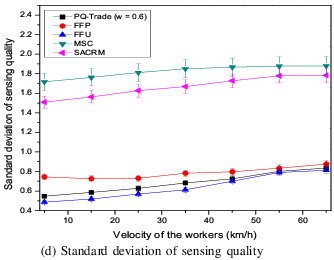 2.4
2.2
2.0
1.8
1.6
1.4
1.2
1.0
0.8
0.6
0.4
Sandard deviation of sensing quality
PQ-Trade (w = 0.6)
FFP
FFU
MSC
SACRM
10 20 30 40 50 60
Velocity of the workers (km/h)
(d) Standard deviation of sensing quality